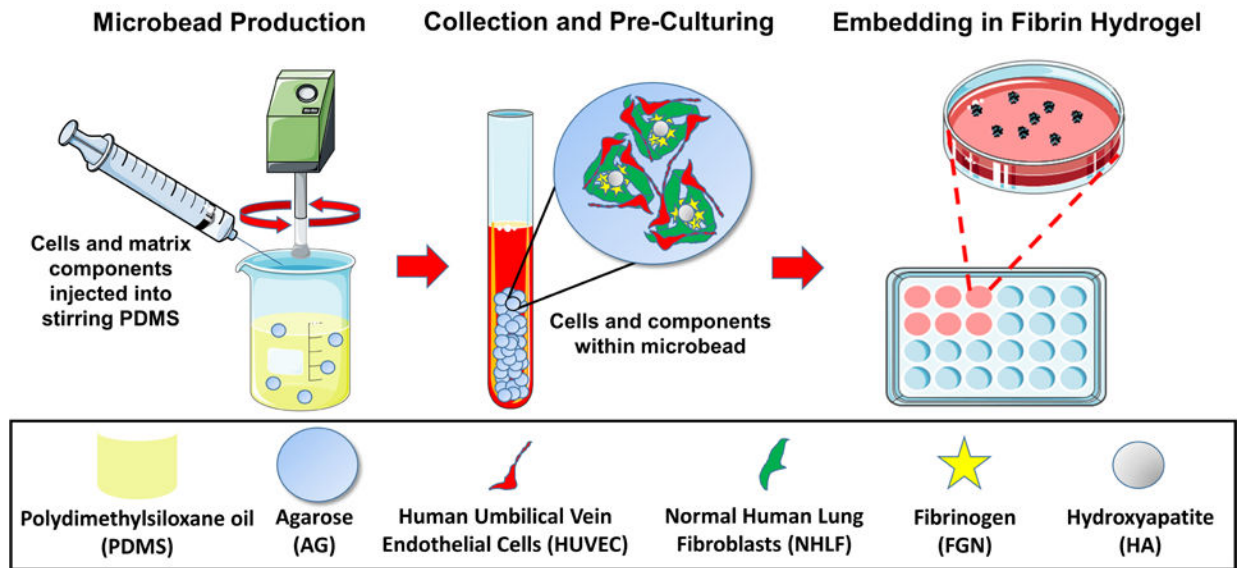 Microbead Production
Collection and Pre-Culturing
Embedding in Fibrin Hydrogel
Cells and matrix
components
injected into
stirring PDMS
Cells and components
within microbead
Polydimethylsiloxane oil
(PDMS)
Agarose
(AG)
Human Umbilical Vein
Endothelial Cells (HUVEC)
Normal Human Lung
Fibroblasts (NHLF)
Fibrinogen
(FGN)
Hydroxyapatite
(HA)